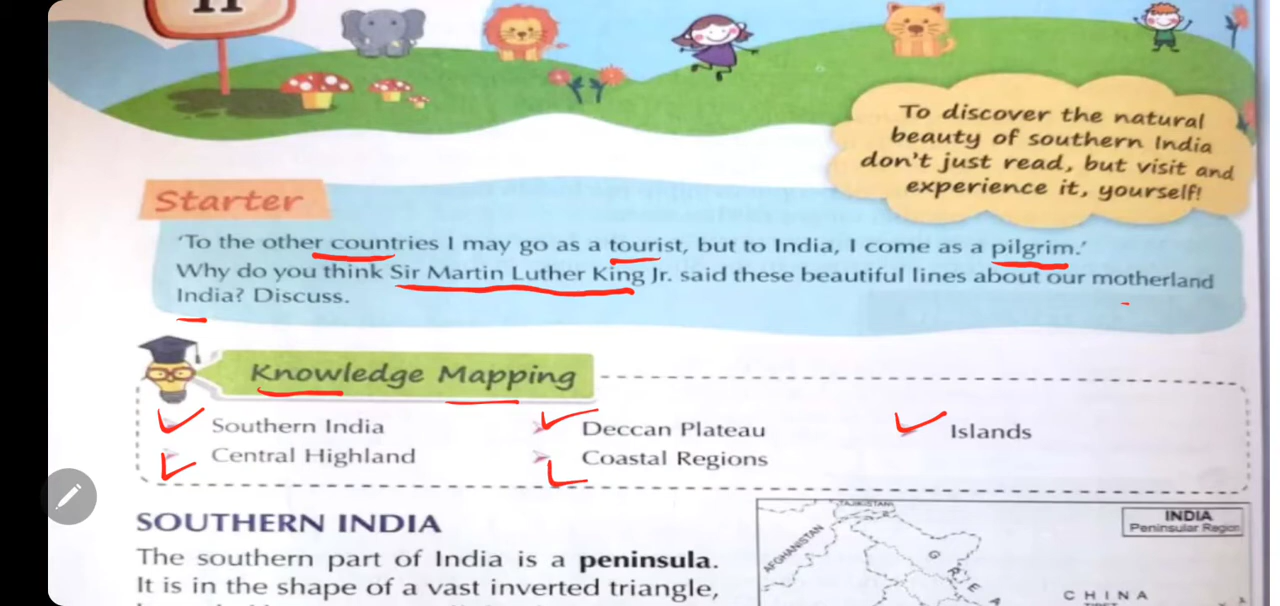 To discover the natural
beauty of southern India
don't just read, but visit and
experience it, yourself!
Starter
'To the other countries I may go as a tourist, but to India, I come as a pilgrim.'
Why do you think Sir Martin Luther King Jr. said these beautiful lines about our motherland
India? Discuss.
Knowledge Mapping
Southern India
Deccan Plateau
Islands
Central Highland
Coastal Regions
SOUTHERN INDIA
The southern part of India is a peninsula.
It is in the shape of a vast inverted triangle,
TAJIKISTAN
INDIA
Peninsular Region
AFGHANISTAN
G R E A
CHINA